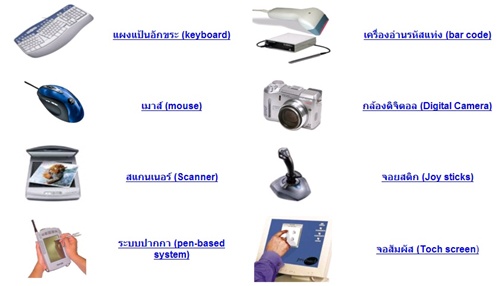 แผงแป้นอักขระ (keyboard)
เครื่องอ่านรหัสแท่ง (bar code)
เมาส์ (mouse)
กล้องดิจิตอล (Digital Camera)
สแกนเนอร์ (Scanner)
จอยสติก (Joy sticks)
ระบบปากกา (pen-based
system)
จอสัมผัส (Toch screen)